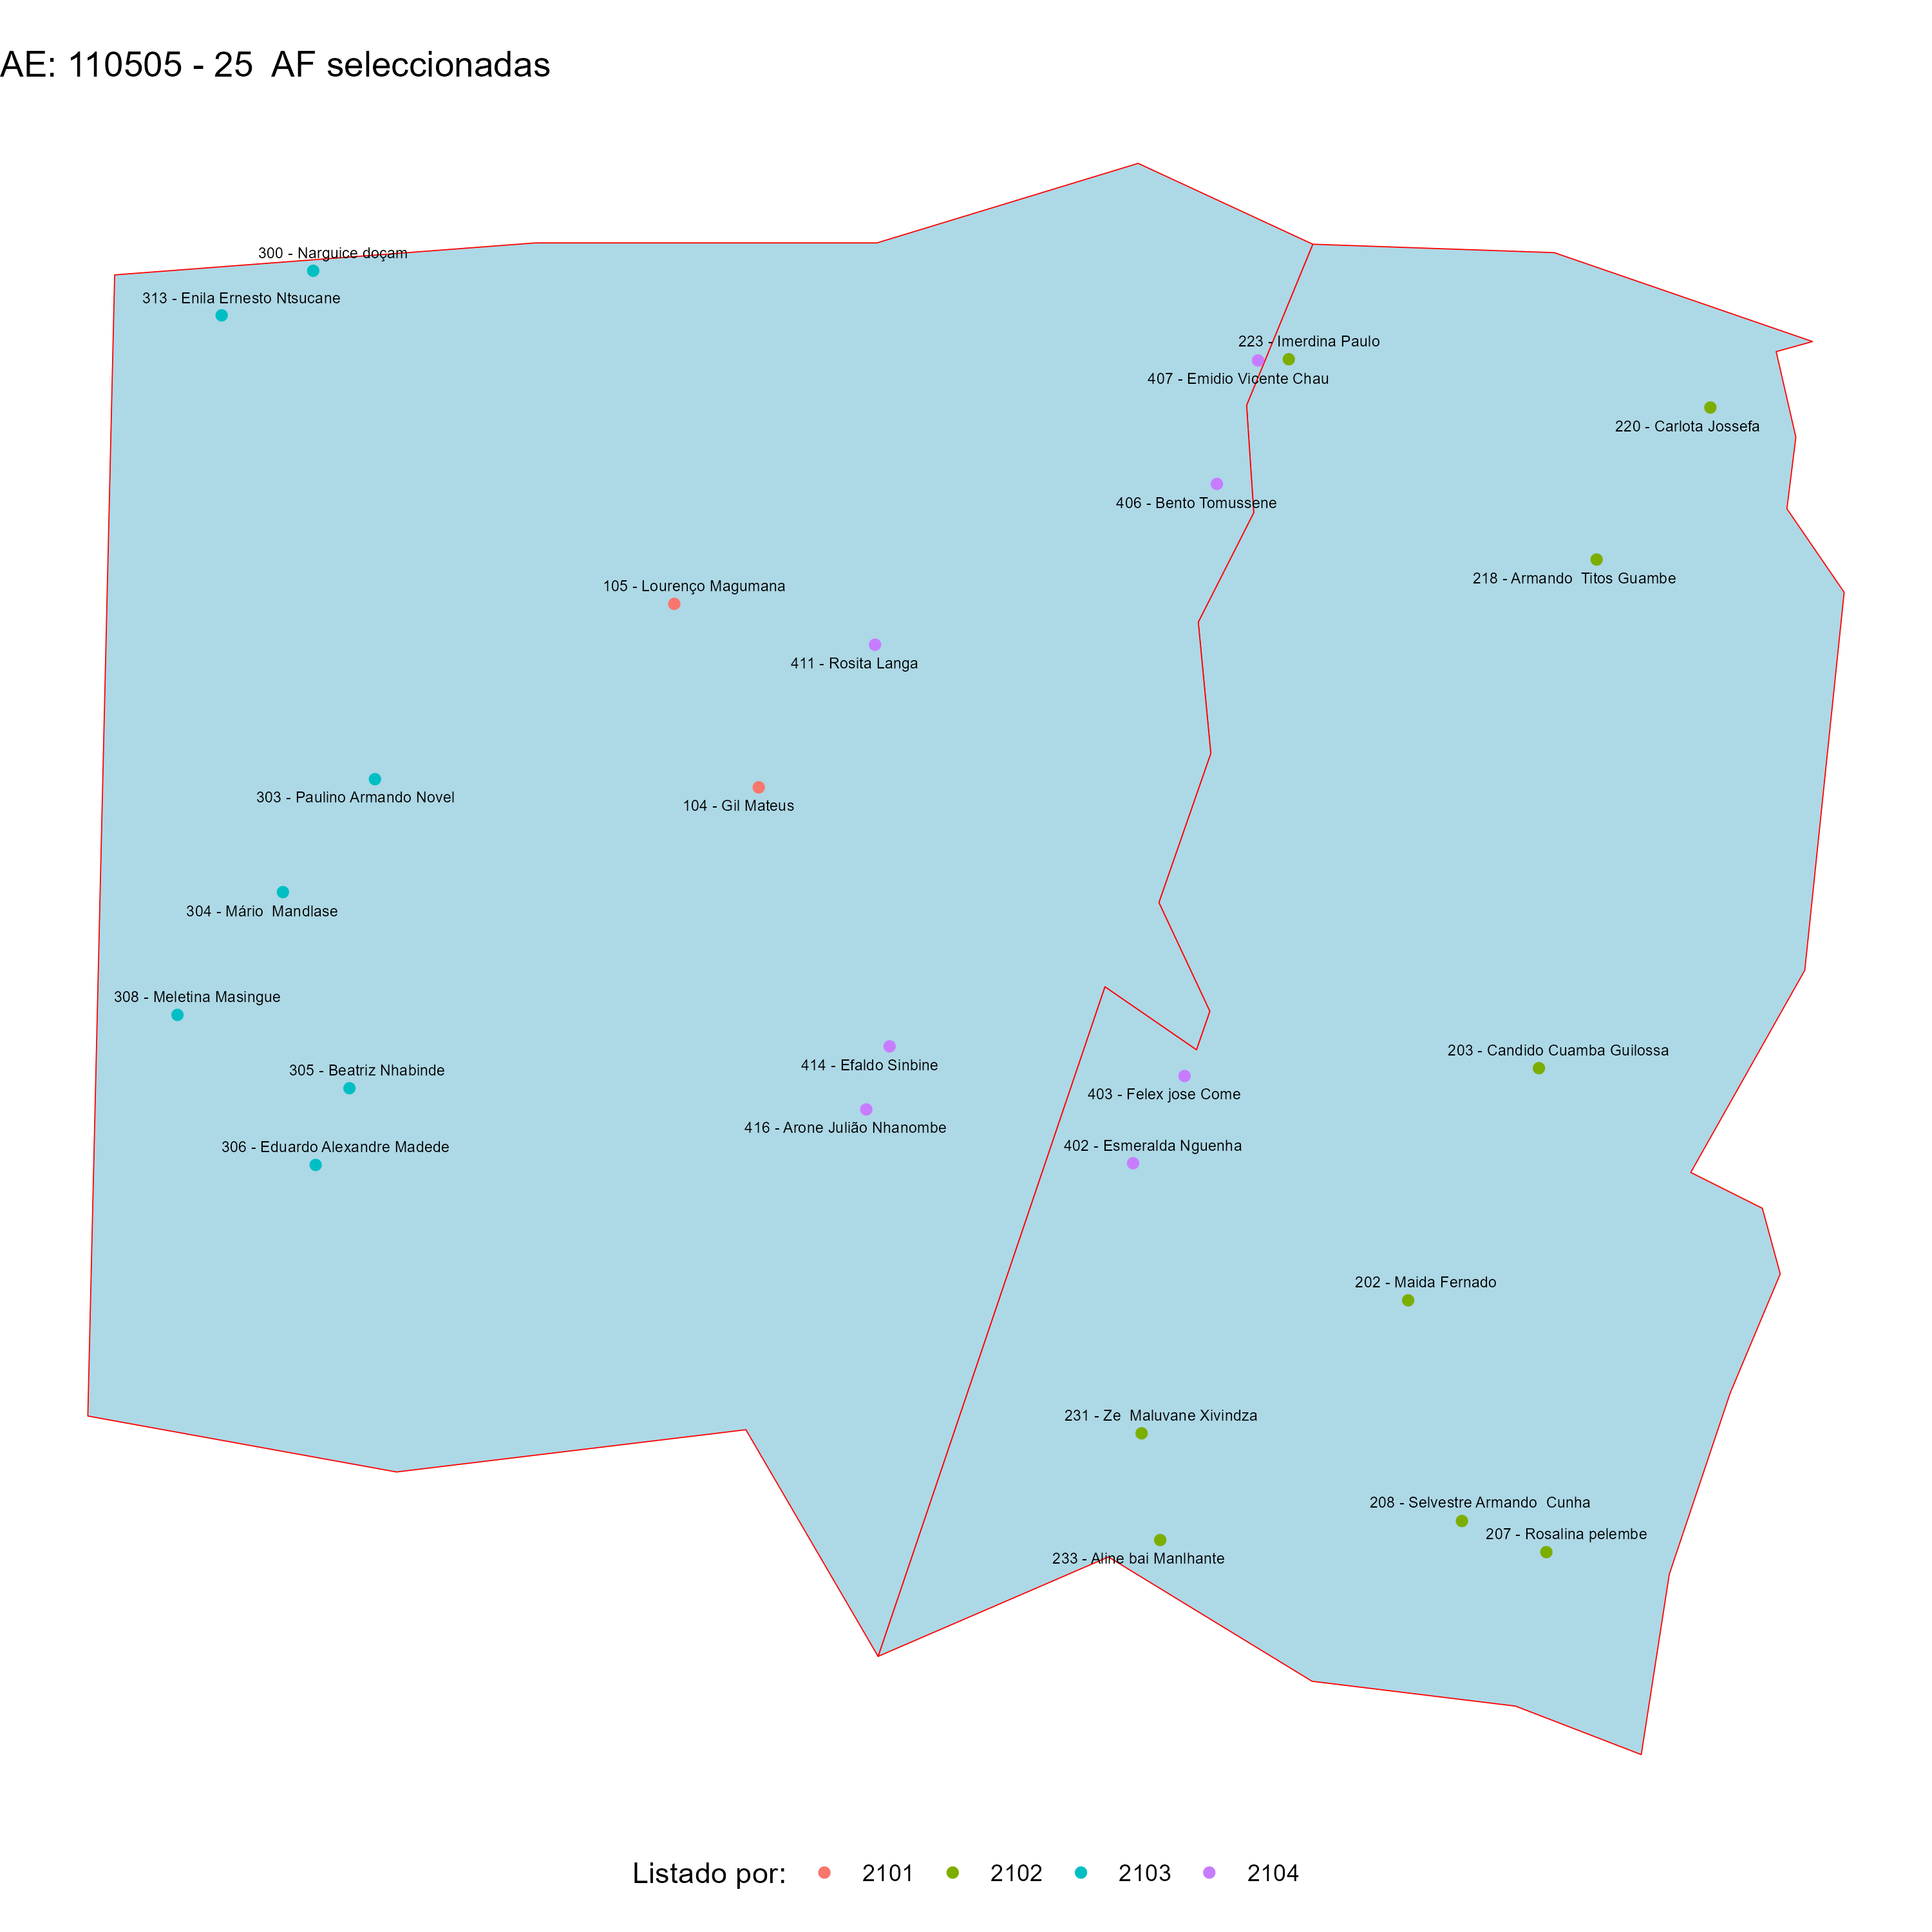 AE: 110505 - 25  AF seleccionadas
300 - Narguice doçam
313 - Enila Ernesto Ntsucane
223 - Imerdina Paulo
407 - Emidio Vicente Chau
220 - Carlota Jossefa
406 - Bento Tomussene
218 - Armando  Titos Guambe
105 - Lourenço Magumana
411 - Rosita Langa
303 - Paulino Armando Novel
104 - Gil Mateus
304 - Mário  Mandlase
308 - Meletina Masingue
203 - Candido Cuamba Guilossa
414 - Efaldo Sinbine
305 - Beatriz Nhabinde
403 - Felex jose Come
416 - Arone Julião Nhanombe
402 - Esmeralda Nguenha
306 - Eduardo Alexandre Madede
202 - Maida Fernado
231 - Ze  Maluvane Xivindza
208 - Selvestre Armando  Cunha
207 - Rosalina pelembe
233 - Aline bai Manlhante
Listado por: 2101 2102 2103 2104